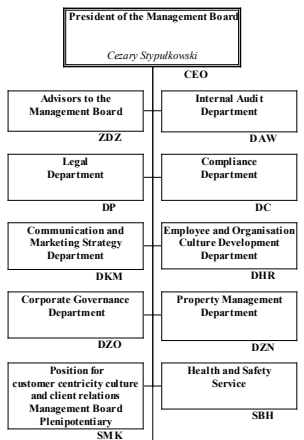 President of the Management Board
Cezary Stypułkowski
CEO
Advisors to the
Management Board
ZDZ
Internal Audit
Department
DAW
Legal
Department
DP
Compliance
Department
DC
Communication and
Marketing Strategy
Department
DKM
Employee and Organisation
Culture Development
Department
DHR
Corporate Governance
Department
DZO
Property Management
Department
DZN
Position for
customer centricity culture
and client relations
Management Board
Plenipotentiary
SMK
Health and Safety
Service
SBH